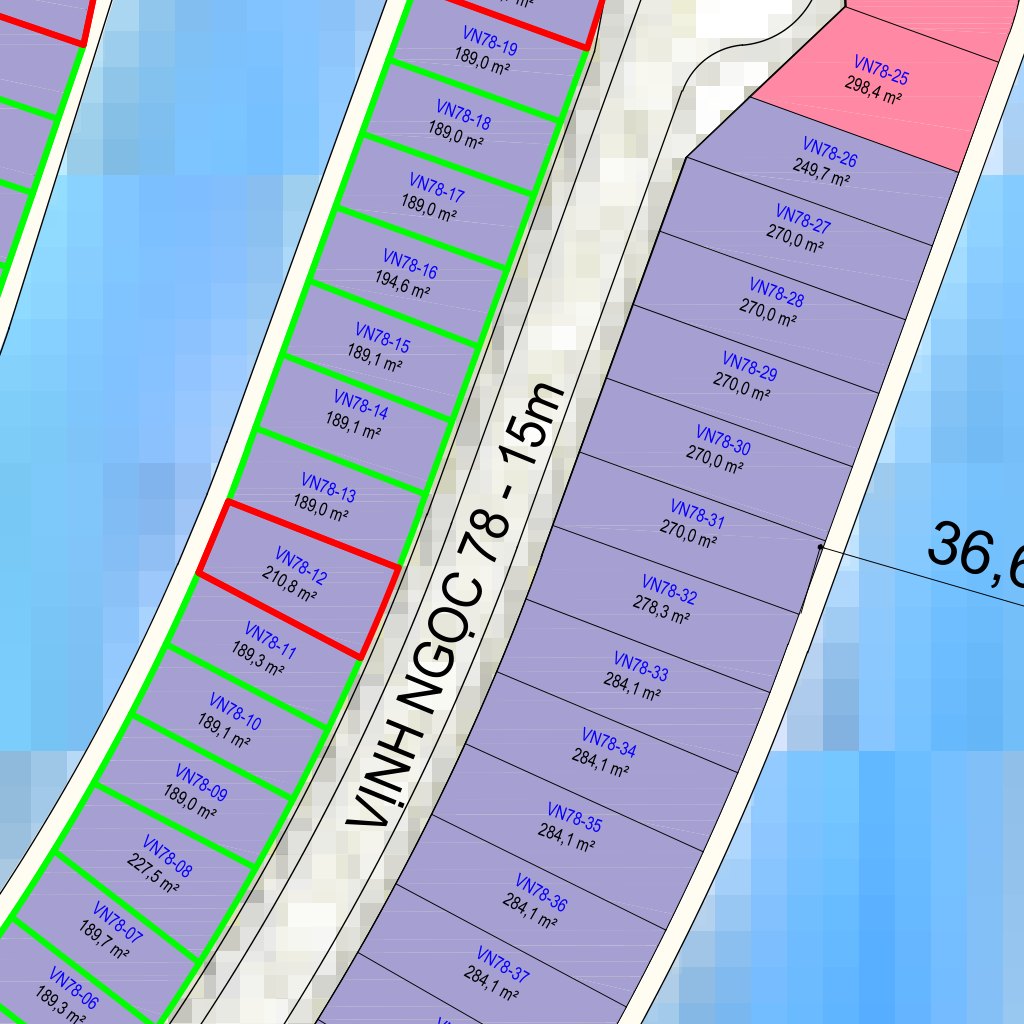 VN78-19
189,0 m²
VN78-18
189,0 m²
VN78-17
189,0 m²
VN78-16
194,6 m²
VN78-15
189,1 m²
VN78-14
189,1 m²
VN78-13
189,0 m²
VN78-12
210,8 m²
VN78-11
189,3 m²
VN78-10
189,1 m²
VN78-09
189,0 m²
VN78-08
227,5 m²
VN78-07
189,7 m²
VN78-06
189,3 m²
VỊNH NGỌC 78 - 15m
VN78-25
298,4 m²
VN78-26
249,7 m²
VN78-27
270,0 m²
VN78-28
270,0 m²
VN78-29
270,0 m²
VN78-30
270,0 m²
VN78-31
270,0 m²
VN78-32
278,3 m²
VN78-33
284,1 m²
VN78-34
284,1 m²
VN78-35
284,1 m²
VN78-36
284,1 m²
VN78-37
284,1 m²
36,6